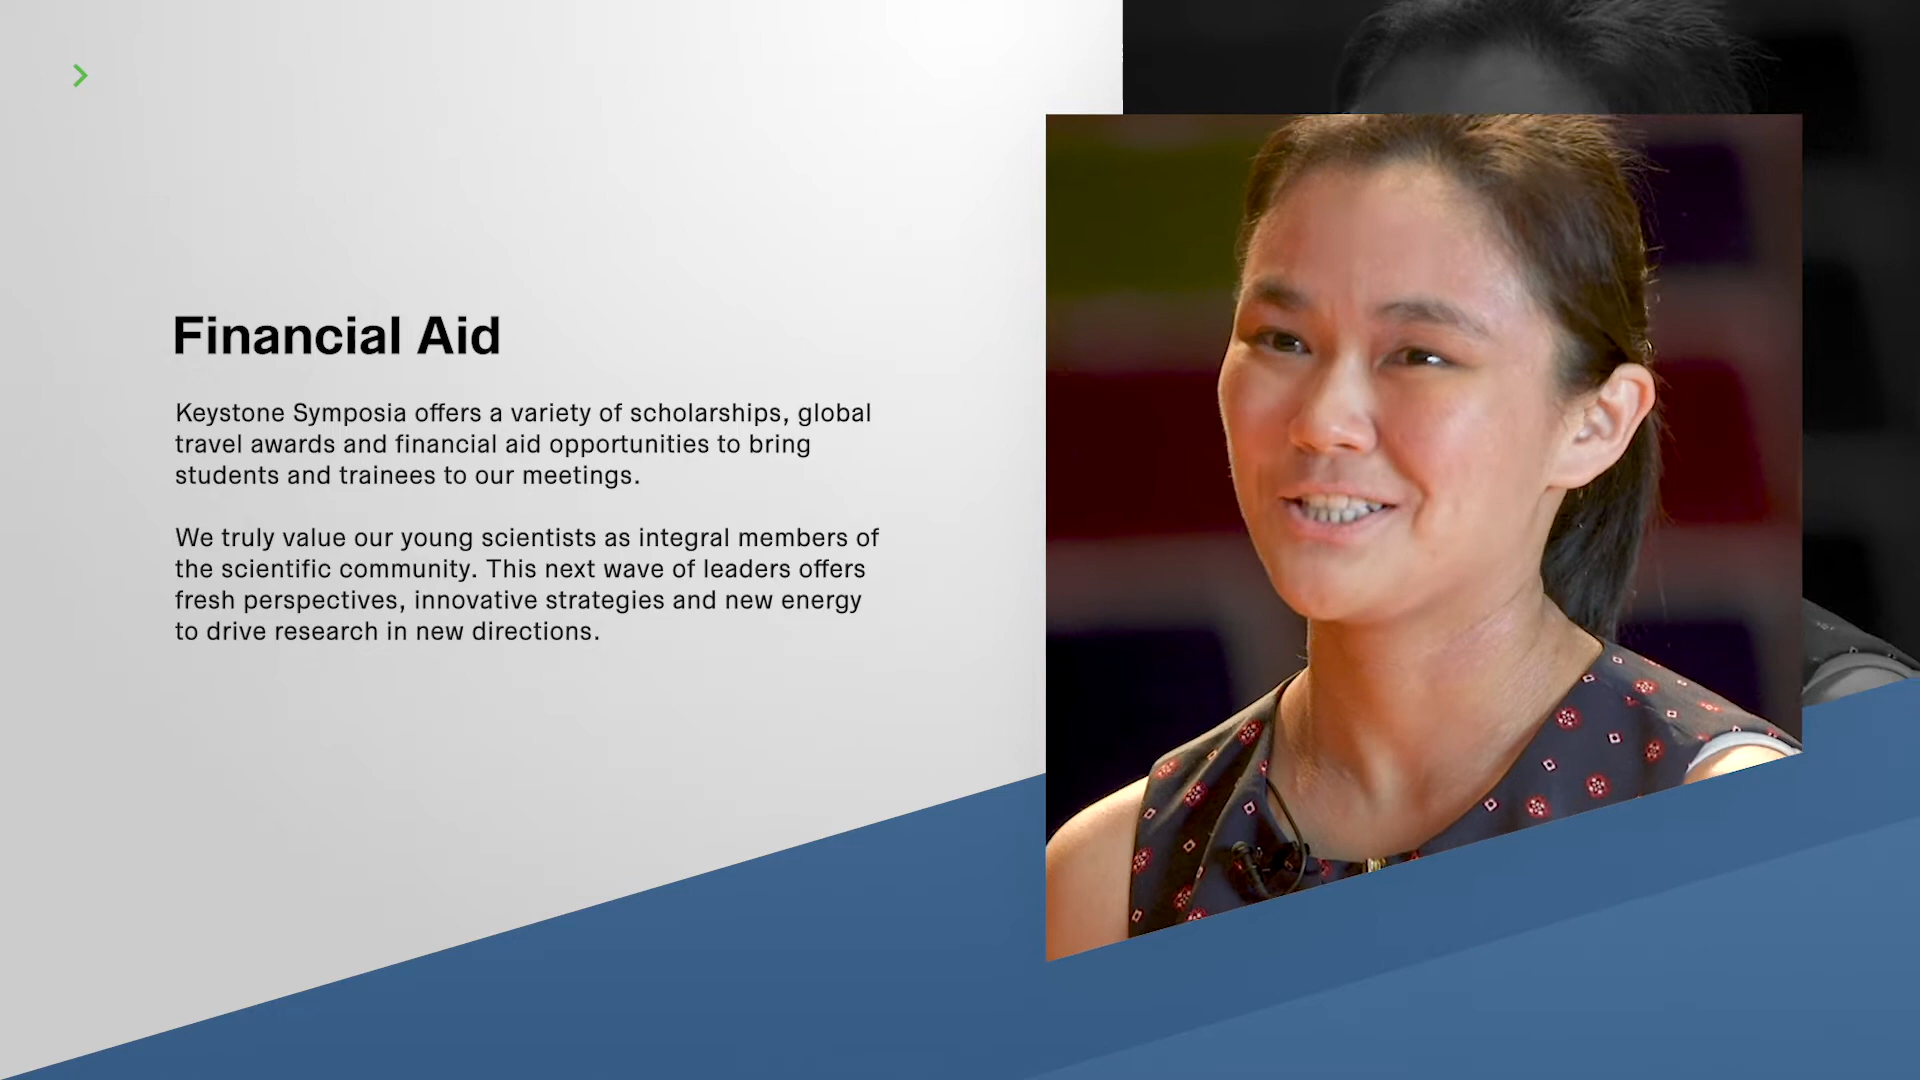 Financial Aid
Keystone Symposia offers a variety of scholarships, global
travel awards and financial aid opportunities to bring
students and trainees to our meetings.
We truly value our young scientists as integral members of
the scientific community. This next wave of leaders offers
fresh perspectives, innovative strategies and new energy
to drive research in new directions.